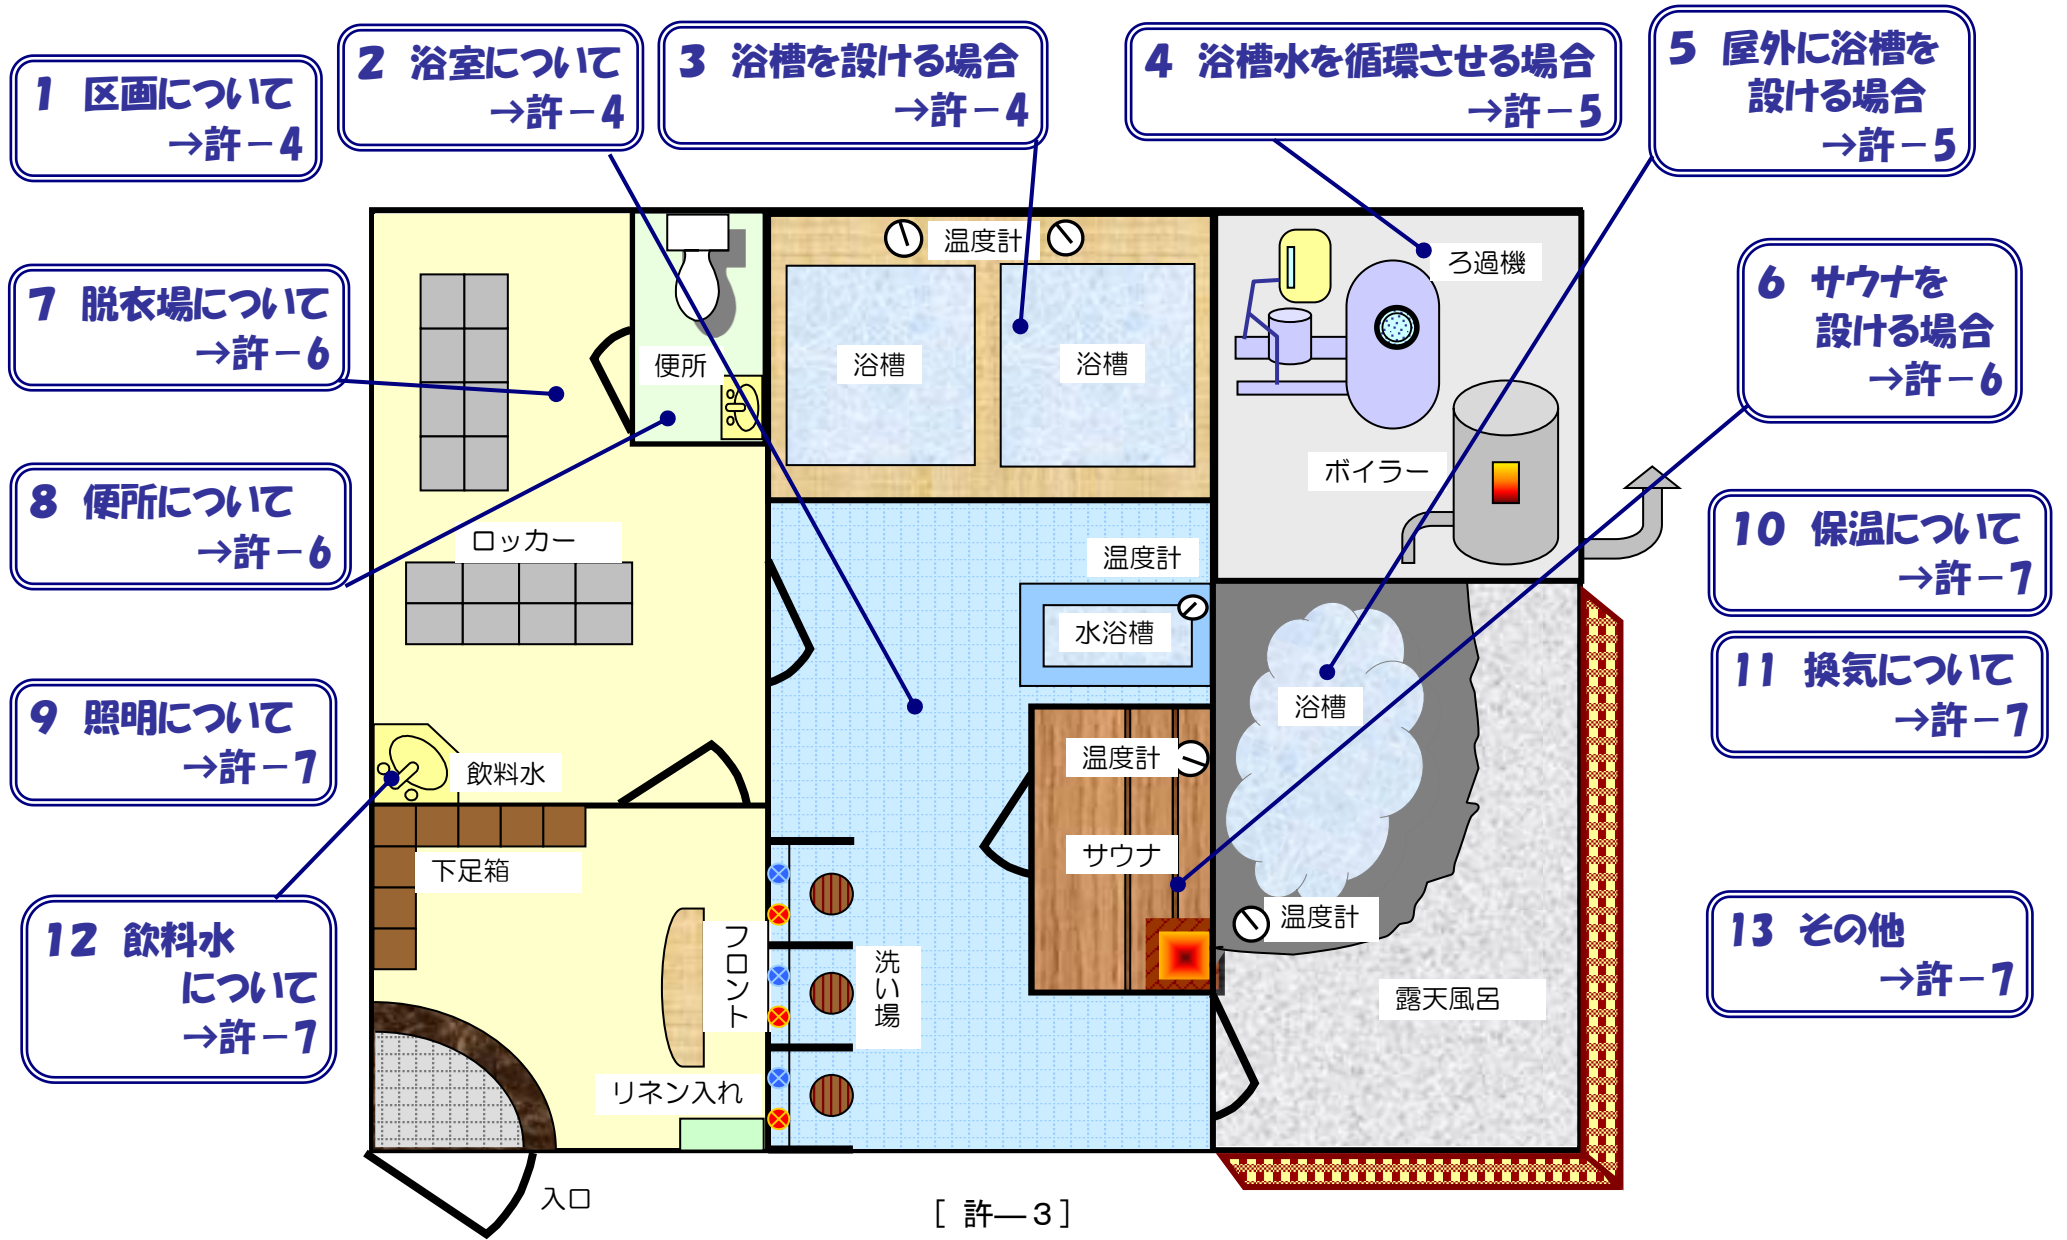 1 区画について
→許－4
2 浴室について
→許－4
3 浴槽を設ける場合
→許－4
4 浴槽水を循環させる場合
→許－5
5 屋外に浴槽を
設ける場合
→許－5
6 サウナを
設ける場合
→許－6
7 脱衣場について
→許－6
8 便所について
→許－6
9 照明について
→許－7
10 保温について
→許－7
11 換気について
→許－7
12 飲料水
について
→許－7
13 その他
→許－7
温度計
ろ過機
便所
浴槽
浴槽
ボイラー
ロッカー
温度計
水浴槽
浴槽
温度計
飲料水
サウナ
下足箱
温度計
フロント
洗い場
露天風呂
リネン入れ
入口
［ 許―３］